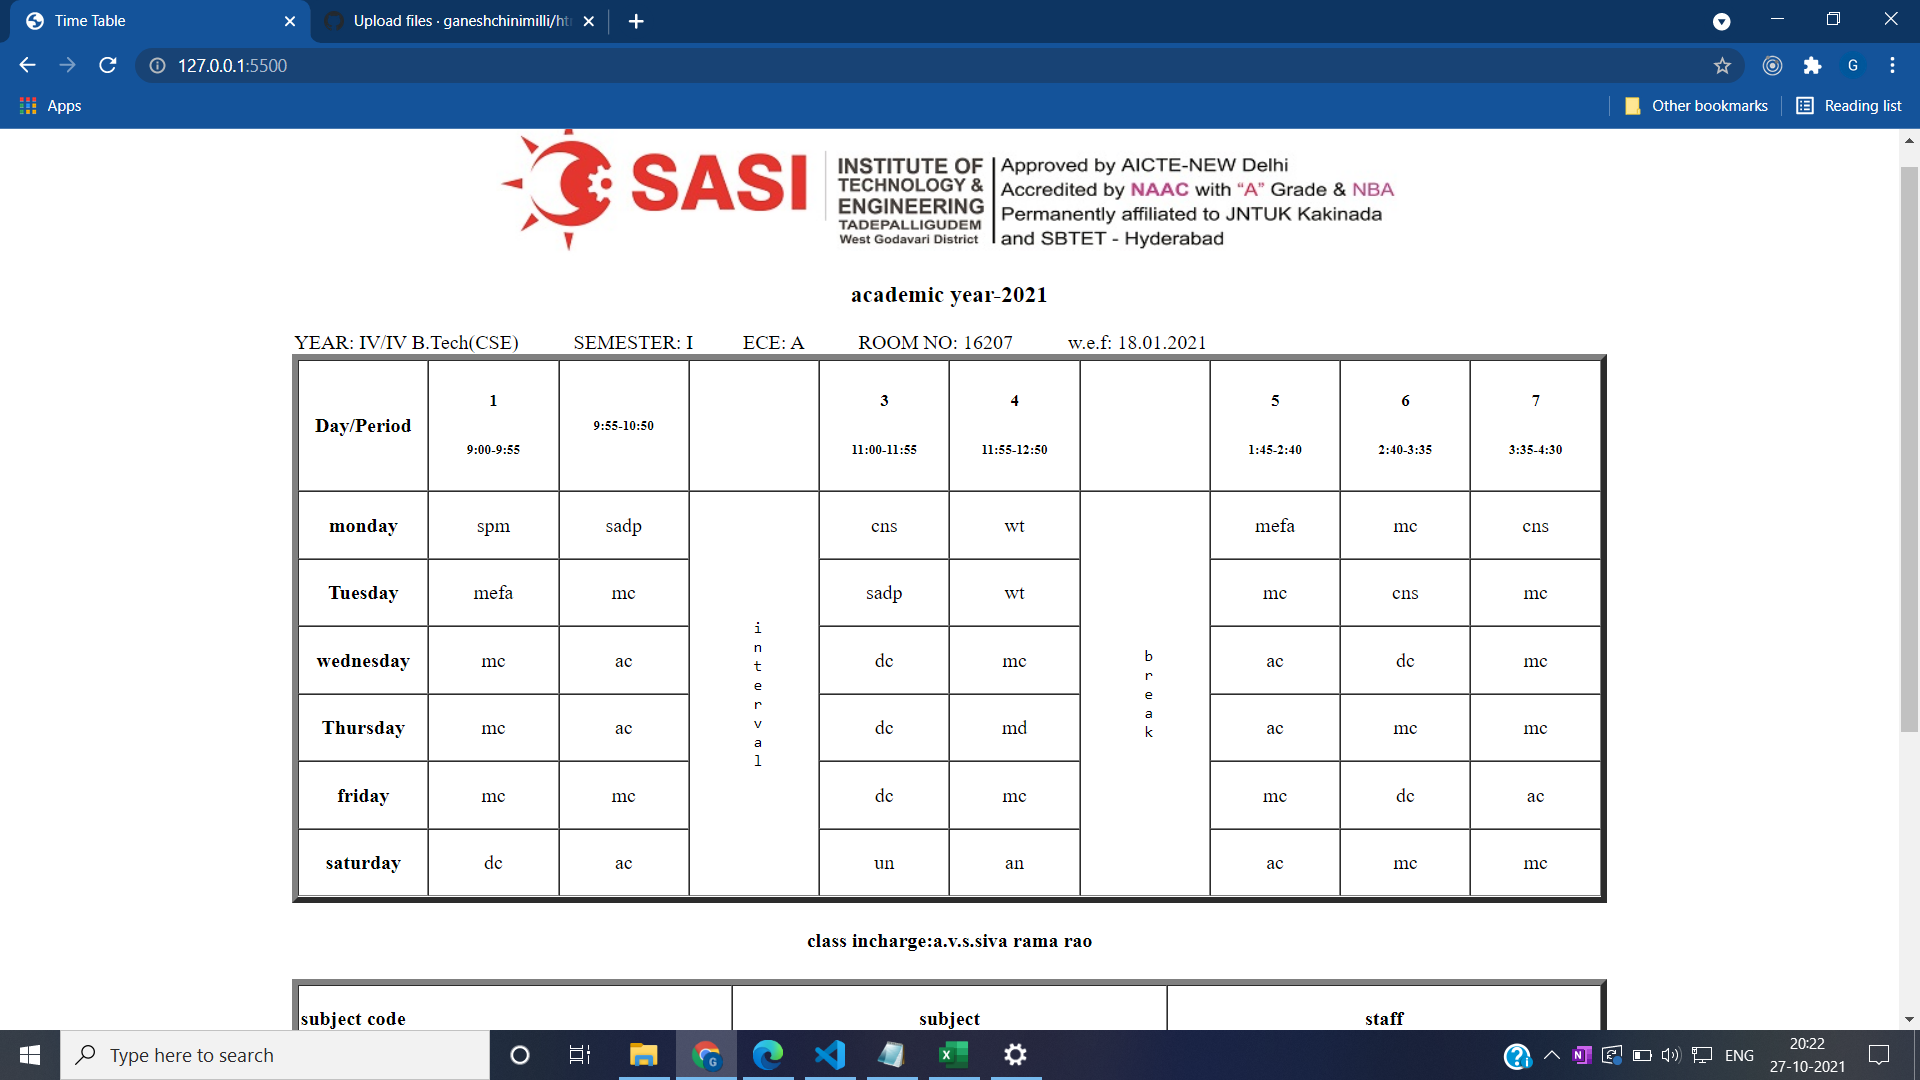 Time Table
Upload files · ganeshchinimilli/ht
127.0.0.1:5500
G
Apps
Other bookmarks
Reading list
SASI
INSTITUTE OF
TECHNOLOGY &
ENGINEERING
TADEPALLIGUDEM
West Godavari District
Approved by AICTE-NEW Delhi
Accredited by NAAC with “A” Grade & NBA
Permanently affiliated to JNTUK Kakinada
and SBTET - Hyderabad
academic year-2021
YEAR: IV/IV B.Tech(CSE) SEMESTER: I ECE: A ROOM NO: 16207 w.e.f: 18.01.2021
1 3 4 5 6 7
Day/Period 9:55-10:50
9:00-9:55 11:00-11:55 11:55-12:50 1:45-2:40 2:40-3:35 3:35-4:30
monday spm sadp cns wt mefa mc cns
Tuesday mefa mc sadp wt mc cns mc
wednesday mc ac dc mc ac dc mc
Thursday mc ac dc md ac mc mc
friday mc mc dc mc mc dc ac
saturday dc ac un an ac mc mc
i
n
t
e
r
v
a
l
b
r
e
a
k
class incharge:a.v.s.siva rama rao
subject code subject staff
Type here to search
G
ENG
20:22
27-10-2021